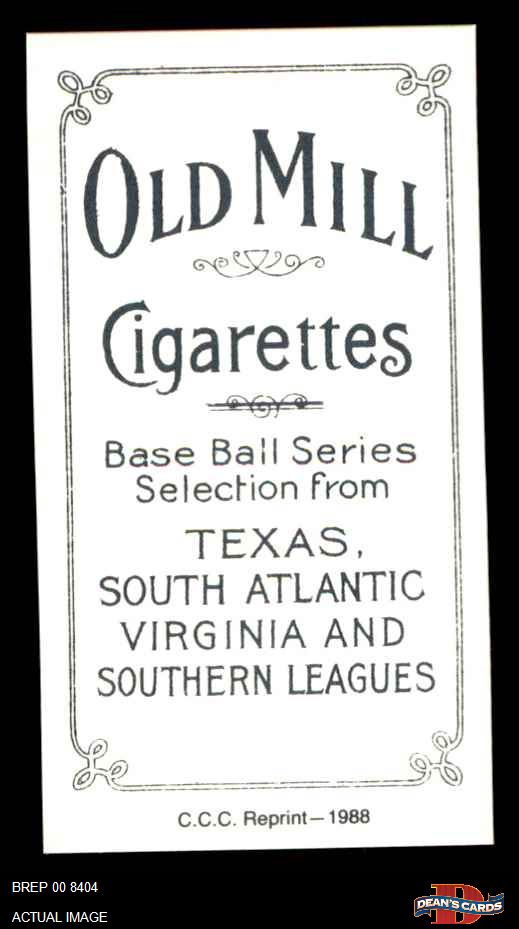 OLD MILL
Cigarettes
Base Ball Series
Selection from
TEXAS,
SOUTH ATLANTIC
VIRGINIA AND
SOUTHERN LEAGUES
C.C.C. Reprint—1988
BREP 00 8404
ACTUAL IMAGE
D
DEAN'S CARDS